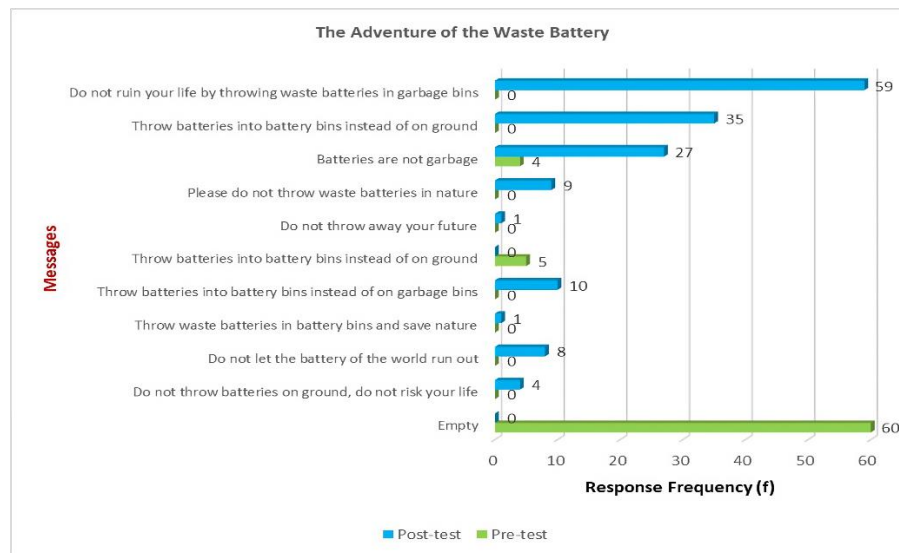 The Adventure of the Waste Battery
Do not ruin your life by throwing waste batteries in garbage bins
59
0
Throw batteries into battery bins instead of on ground
35
0
Batteries are not garbage
27
4
Please do not throw waste batteries in nature
9
0
Do not throw away your future
1
0
Throw batteries into battery bins instead of on ground
0
5
Throw batteries into battery bins instead of on garbage bins
10
0
Throw waste batteries in battery bins and save nature
1
0
Do not let the battery of the world run out
8
0
Do not throw batteries on ground, do not risk your life
4
0
Empty
0
60
Messages
0 10 20 30 40 50 60
Response Frequency (f)
Post-test Pre-test